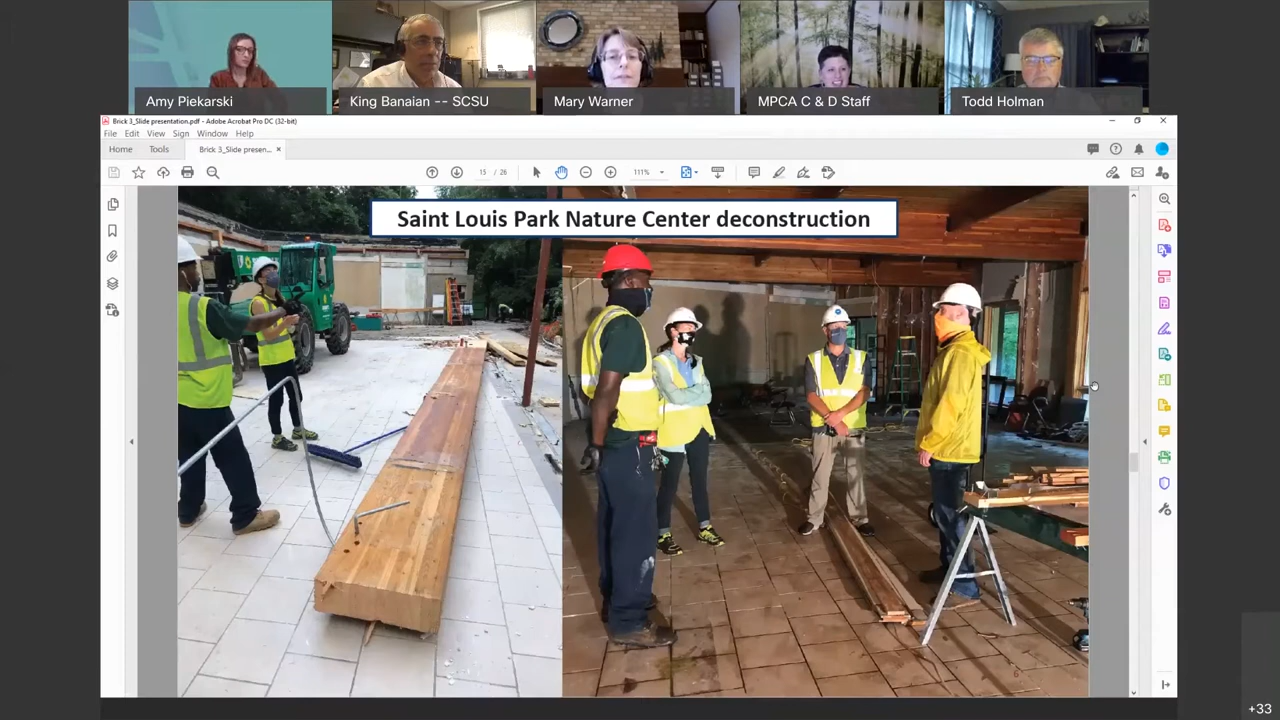 Amy Piekarski
King Banaian -- SCSU
Mary Warner
MPCA C & D Staff
Todd Holman
Brick 3_Slide presentation.pdf - Adobe Acrobat Pro DC (32-bit)
File Edit View Sign Window Help
Home Tools Brick 3_Slide presen... ×
15 / 26
111%
Saint Louis Park Nature Center deconstruction
6
+33